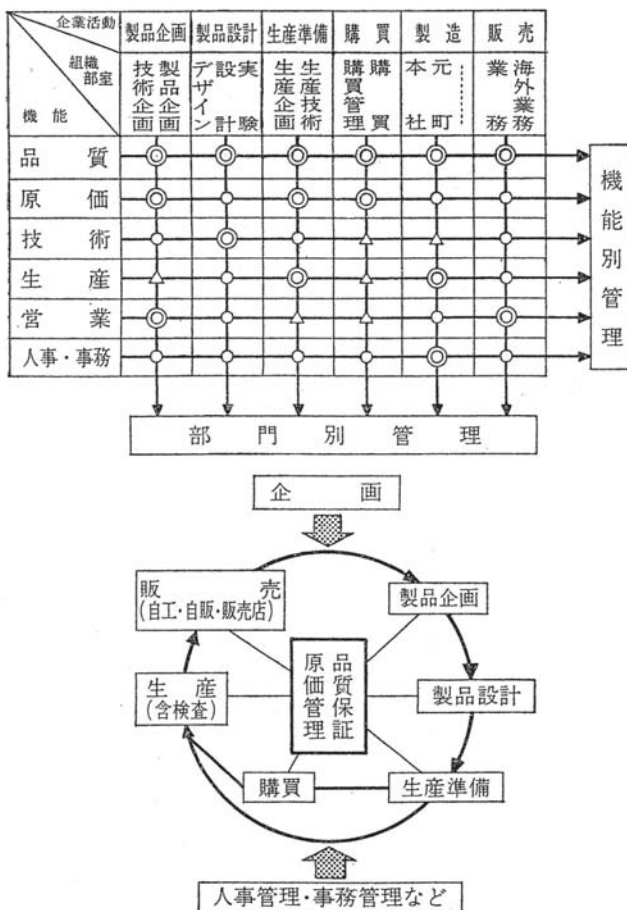 企業活動
組織部室
機能
製品企画 製品設計 生産準備 購買 製造 販売
製品企画
技術企画
実験
設計
デザイン
生産技術
生産企画
購買
購買管理
元町
本社
海外業務
業務
品質 ◎ ◎ ◎ ◎ ◎ ◎
原価 ◎ ○ ◎ ◎ ○ ○
技術 ○ ◎ ○ △ △ ○
生産 △ ○ ◎ △ ◎ ○
営業 ◎ ○ △ △ ○ ◎
人事・事務 ○ ○ ○ ○ ◎ ○
機能別管理
部門別管理
企画
販売
(自工・自販・販売店)
製品企画
品質保証
原価管理
生産
(含検査)
製品設計
購買
生産準備
人事管理・事務管理など